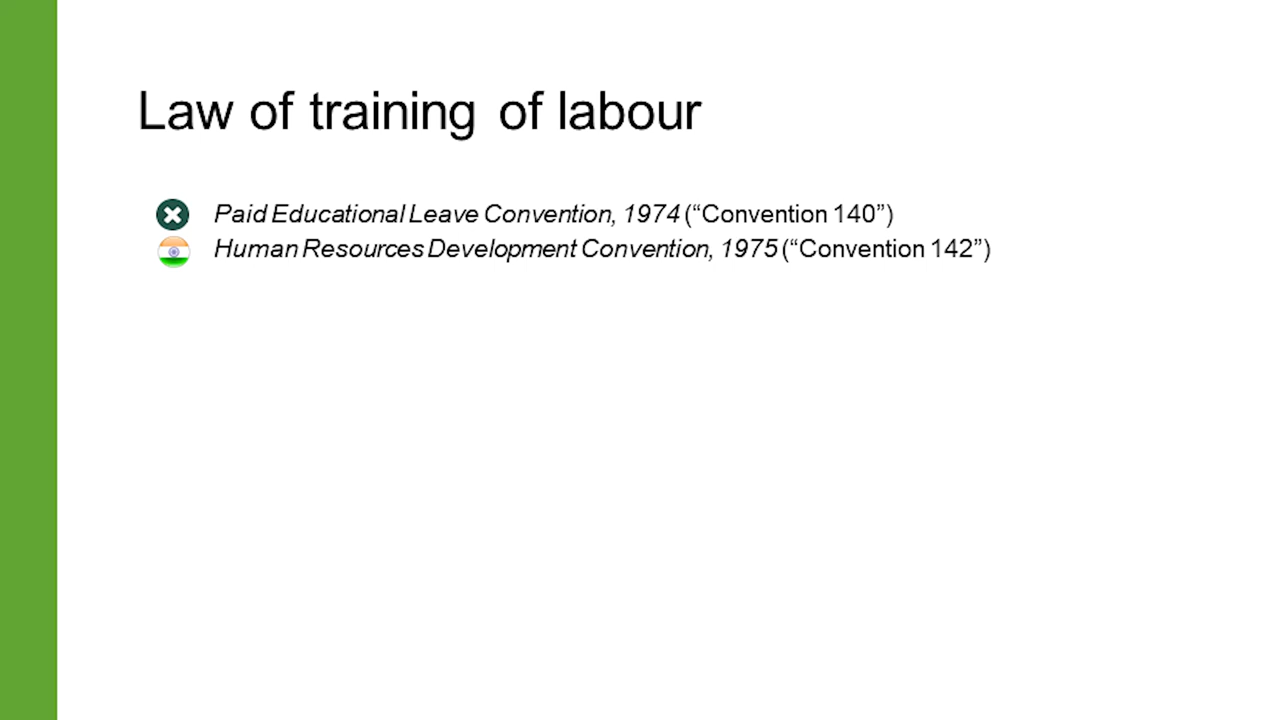 Law of training of labour
Paid Educational Leave Convention, 1974 (“Convention 140”)
Human Resources Development Convention, 1975 (“Convention 142”)